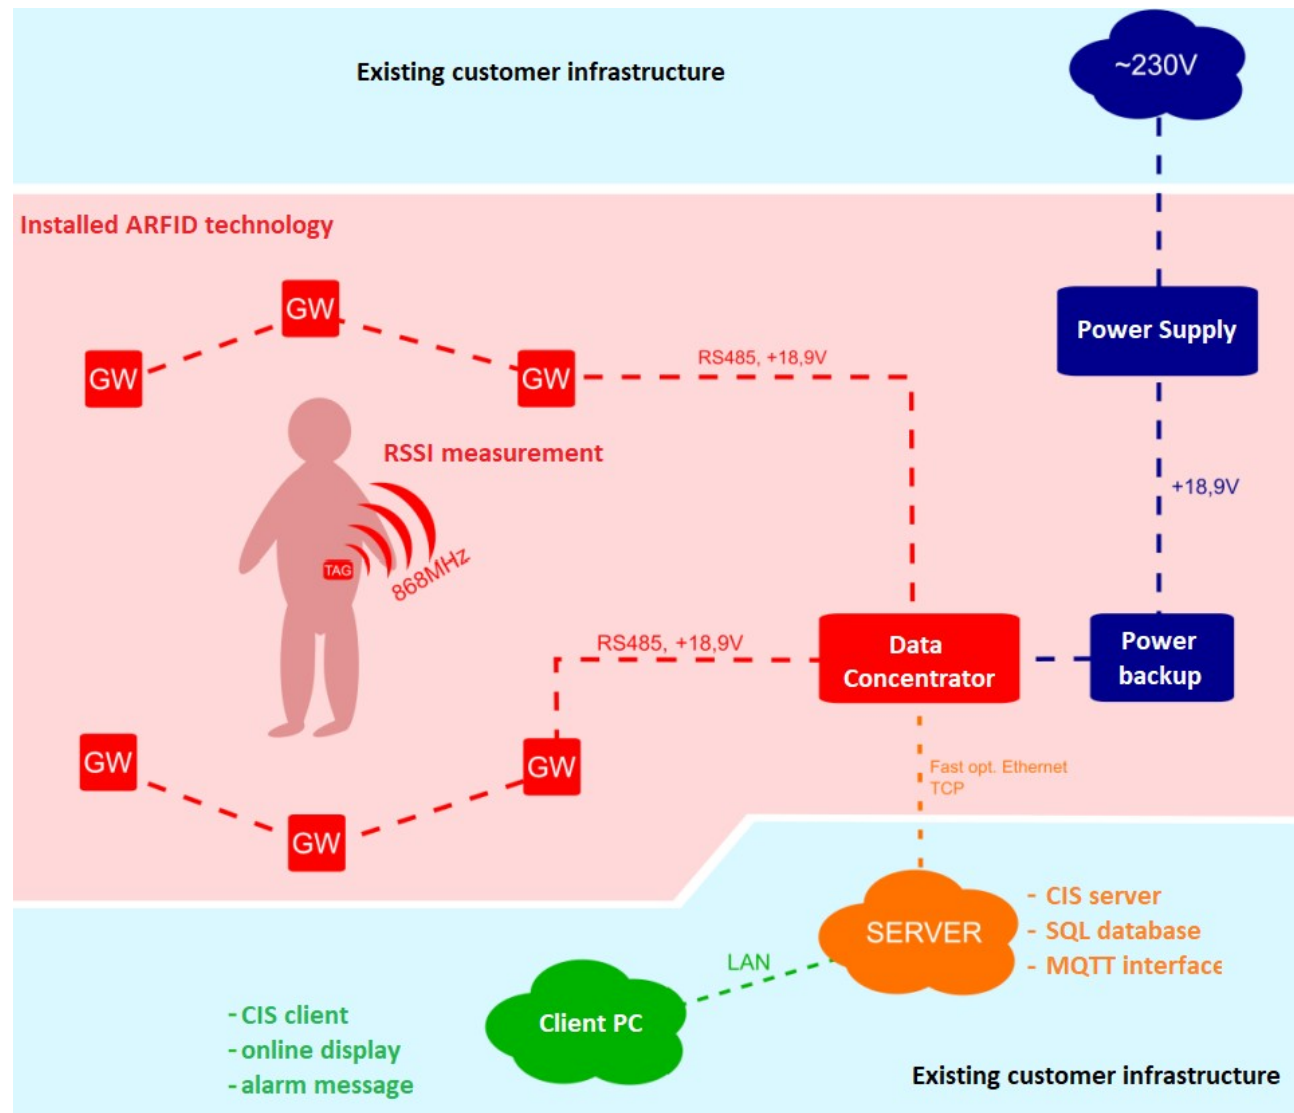 Existing customer infrastructure
~230V
Installed ARFID technology
GW
GW
GW
RS485, +18,9V
Power Supply
RSSI measurement
+18,9V
TAG
868MHz
RS485, +18,9V
Data
Concentrator
Power
backup
GW
GW
GW
Fast opt. Ethernet
TCP
SERVER
- CIS server
- SQL database
- MQTT interface
LAN
Client PC
- CIS client
- online display
- alarm message
Existing customer infrastructure